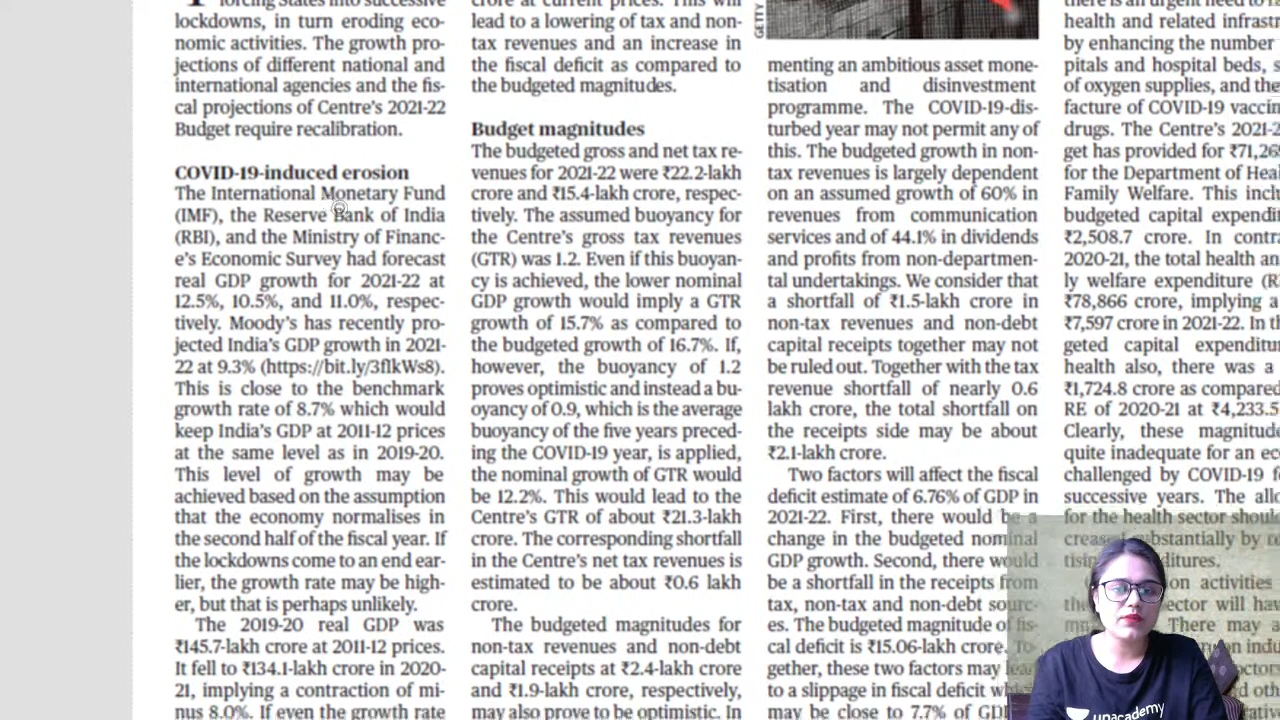 forcing States into successive
lockdowns, in turn eroding eco-
nomic activities. The growth pro-
jections of different national and
international agencies and the fis-
cal projections of Centre's 2021-22
Budget require recalibration.
COVID-19-induced erosion
The International Monetary Fund
(IMF), the Reserve Bank of India
(RBI), and the Ministry of Financ-
e's Economic Survey had forecast
real GDP growth for 2021-22 at
12.5%, 10.5%, and 11.0%, respec-
tively. Moody's has recently pro-
jected India's GDP growth in 2021-
22 at 9.3% (https://bit.ly/3flkWs8).
This is close to the benchmark
growth rate of 8.7% which would
keep India's GDP at 2011-12 prices
at the same level as in 2019-20.
This level of growth may be
achieved based on the assumption
that the economy normalises in
the second half of the fiscal year. If
the lockdowns come to an end ear-
lier, the growth rate may be high-
er, but that is perhaps unlikely.
The 2019-20 real GDP was
₹145.7-lakh crore at 2011-12 prices.
It fell to ₹134.1-lakh crore in 2020-
21, implying a contraction of mi-
nus 8.0%. If even the growth rate
crore at current prices. This will
lead to a lowering of tax and non-
tax revenues and an increase in
the fiscal deficit as compared to
the budgeted magnitudes.
Budget magnitudes
The budgeted gross and net tax re-
venues for 2021-22 were ₹22.2-lakh
crore and ₹15.4-lakh crore, respec-
tively. The assumed buoyancy for
the Centre's gross tax revenues
(GTR) was 1.2. Even if this buoyan-
cy is achieved, the lower nominal
GDP growth would imply a GTR
growth of 15.7% as compared to
the budgeted growth of 16.7%. If,
however, the buoyancy of 1.2
proves optimistic and instead a bu-
oyancy of 0.9, which is the average
buoyancy of the five years preced-
ing the COVID-19 year, is applied,
the nominal growth of GTR would
be 12.2%. This would lead to the
Centre's GTR of about ₹21.3-lakh
crore. The corresponding shortfall
in the Centre's net tax revenues is
estimated to be about ₹0.6 lakh
crore.
The budgeted magnitudes for
non-tax revenues and non-debt
capital receipts at ₹2.4-lakh crore
and ₹1.9-lakh crore, respectively,
may also prove to be optimistic. In
GETTY
menting an ambitious asset mone-
tisation and disinvestment
programme. The COVID-19-dis-
turbed year may not permit any of
this. The budgeted growth in non-
tax revenues is largely dependent
on an assumed growth of 60% in
revenues from communication
services and of 44.1% in dividends
and profits from non-departmen-
tal undertakings. We consider that
a shortfall of ₹1.5-lakh crore in
non-tax revenues and non-debt
capital receipts together may not
be ruled out. Together with the tax
revenue shortfall of nearly 0.6
lakh crore, the total shortfall on
the receipts side may be about
₹2.1-lakh crore.
Two factors will affect the fiscal
deficit estimate of 6.76% of GDP in
2021-22. First, there would be a
change in the budgeted nominal
GDP growth. Second, there would
be a shortfall in the receipts from
tax, non-tax and non-debt sourc-
es. The budgeted magnitude of fis-
cal deficit is ₹15.06-lakh crore. To-
gether, these two factors may
to a slippage in fiscal deficit
may be close to 7.7% of
there is an urgent need
health and related
by enhancing the number
pitals and hospital beds,
of oxygen supplies, and the
facture of COVID-19
drugs. The Centre's
get has provided for
for the Department of
Family Welfare. This
budgeted capital
₹2,508.7 crore. In
2020-21, the total health
ly welfare expenditure
₹78,866 crore, implying a
₹7,597 crore in 2021-22. In
geted capital
health also, there was a
₹1,724.8 crore as compared
RE of 2020-21 at
Clearly, these
quite inadequate for an
challenged by COVID-19
successive years. The
for the health sector
substantially by
on activities
will
There may a
unacademy